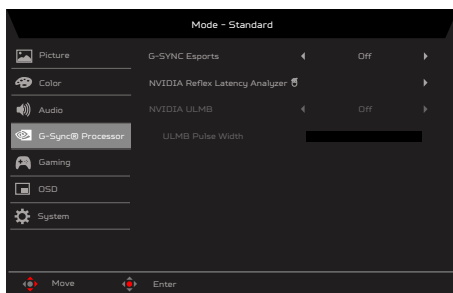 Mode - Standard
Picture
G-SYNC Esports Off
Color
NVIDIA Reflex Latency Analyzer
Audio
NVIDIA ULMB Off
G-Sync® Processor
ULMB Pulse Width
Gaming
OSD
System
Move Enter